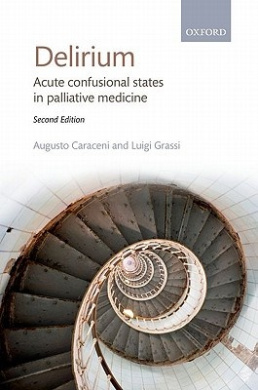 OXFORD
Delirium
Acute confusional states
in palliative medicine
Second Edition
Augusto Caraceni and Luigi Grassi